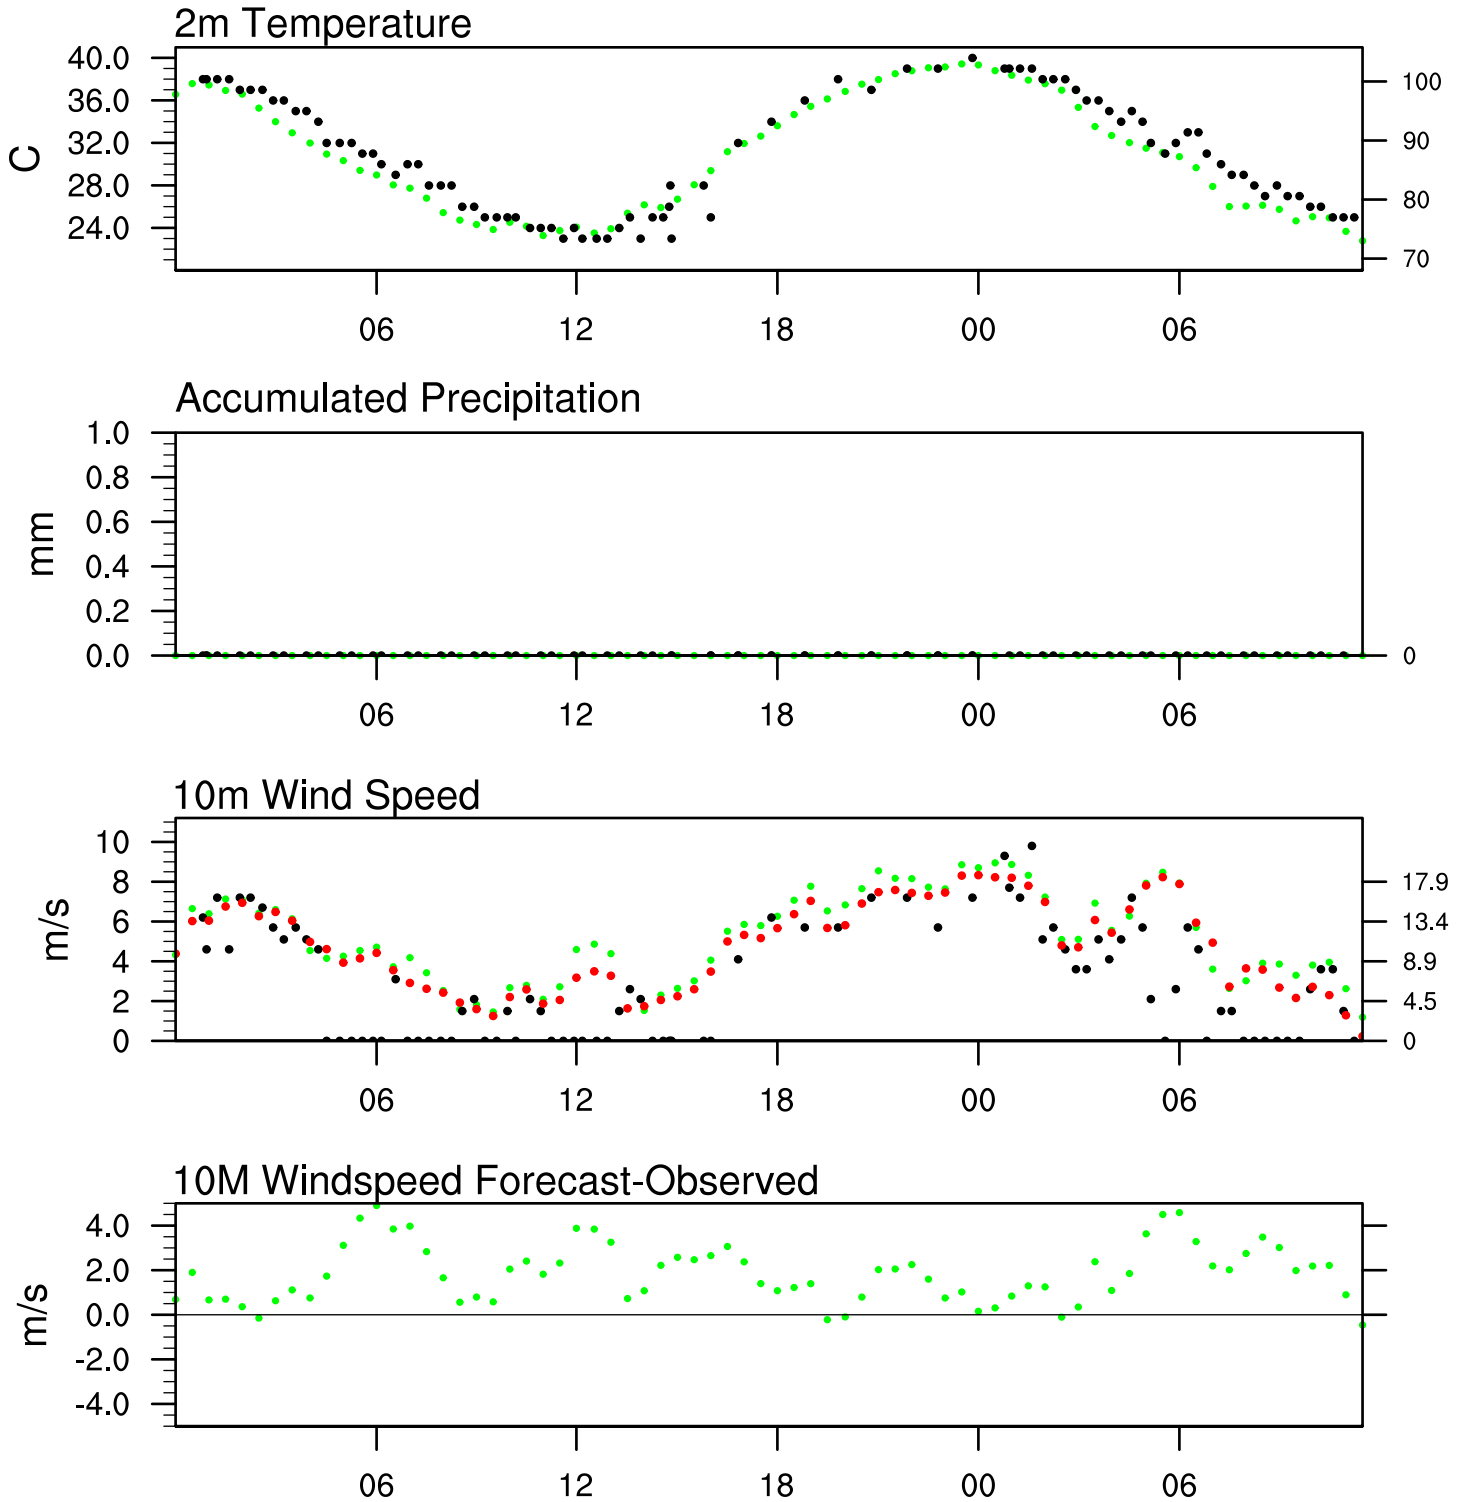 2m Temperature
40.0
36.0
32.0
28.0
24.0
C
100
90
80
70
06 12 18 00 06
Accumulated Precipitation
1.0
0.8
0.6
0.4
0.2
0.0
mm
0
06 12 18 00 06
10m Wind Speed
10
8
6
4
2
0
m/s
17.9
13.4
8.9
4.5
0
06 12 18 00 06
10M Windspeed Forecast-Observed
4.0
2.0
0.0
-2.0
-4.0
m/s
06 12 18 00 06